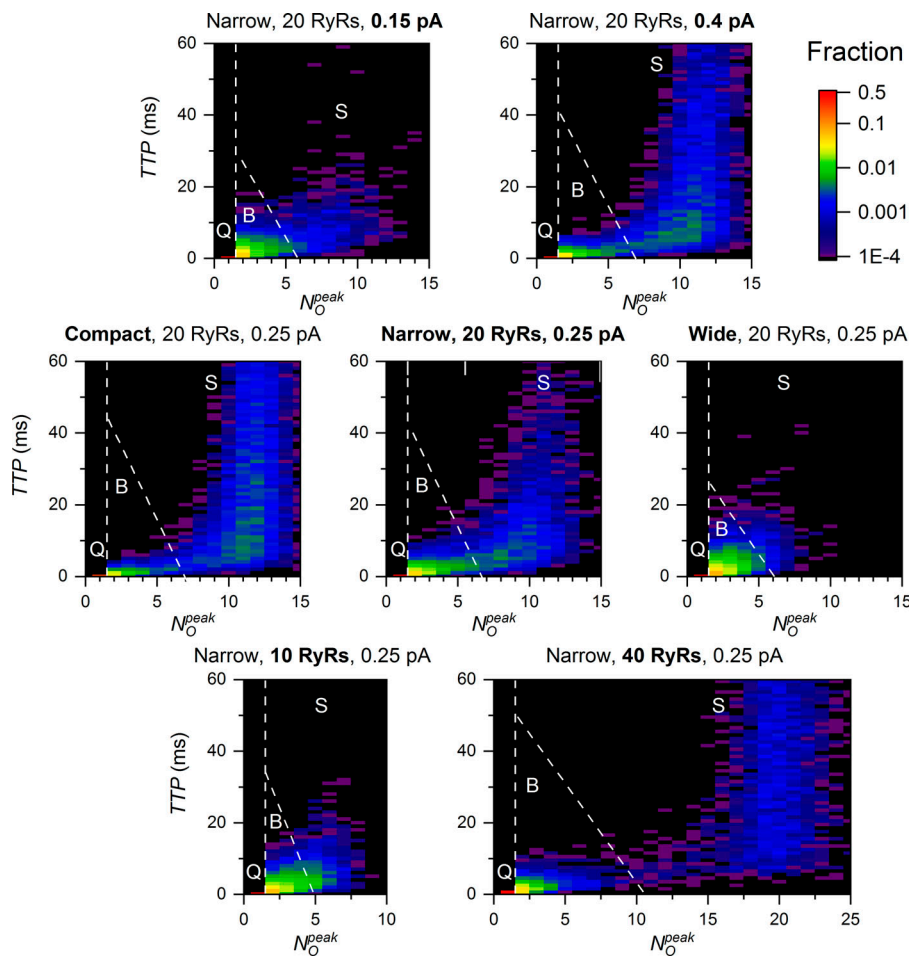 Narrow, 20 RyRs, 0.15 pA
Narrow, 20 RyRs, 0.4 pA
Fraction
60
40
20
0
TTP (ms)
Q
B
S
0 5 10 15
N_O^peak
60
40
20
0
Q
B
S
0 5 10 15
N_O^peak
0.5
0.1
0.01
0.001
1E-4
Compact, 20 RyRs, 0.25 pA
Narrow, 20 RyRs, 0.25 pA
Wide, 20 RyRs, 0.25 pA
60
40
20
0
TTP (ms)
Q
B
S
0 5 10 15
N_O^peak
60
40
20
0
Q
B
S
0 5 10 15
N_O^peak
60
40
20
0
Q
B
S
0 5 10 15
N_O^peak
Narrow, 10 RyRs, 0.25 pA
Narrow, 40 RyRs, 0.25 pA
60
40
20
0
TTP (ms)
Q
B
S
0 5 10
N_O^peak
60
40
20
0
Q
B
S
0 5 10 15 20 25
N_O^peak